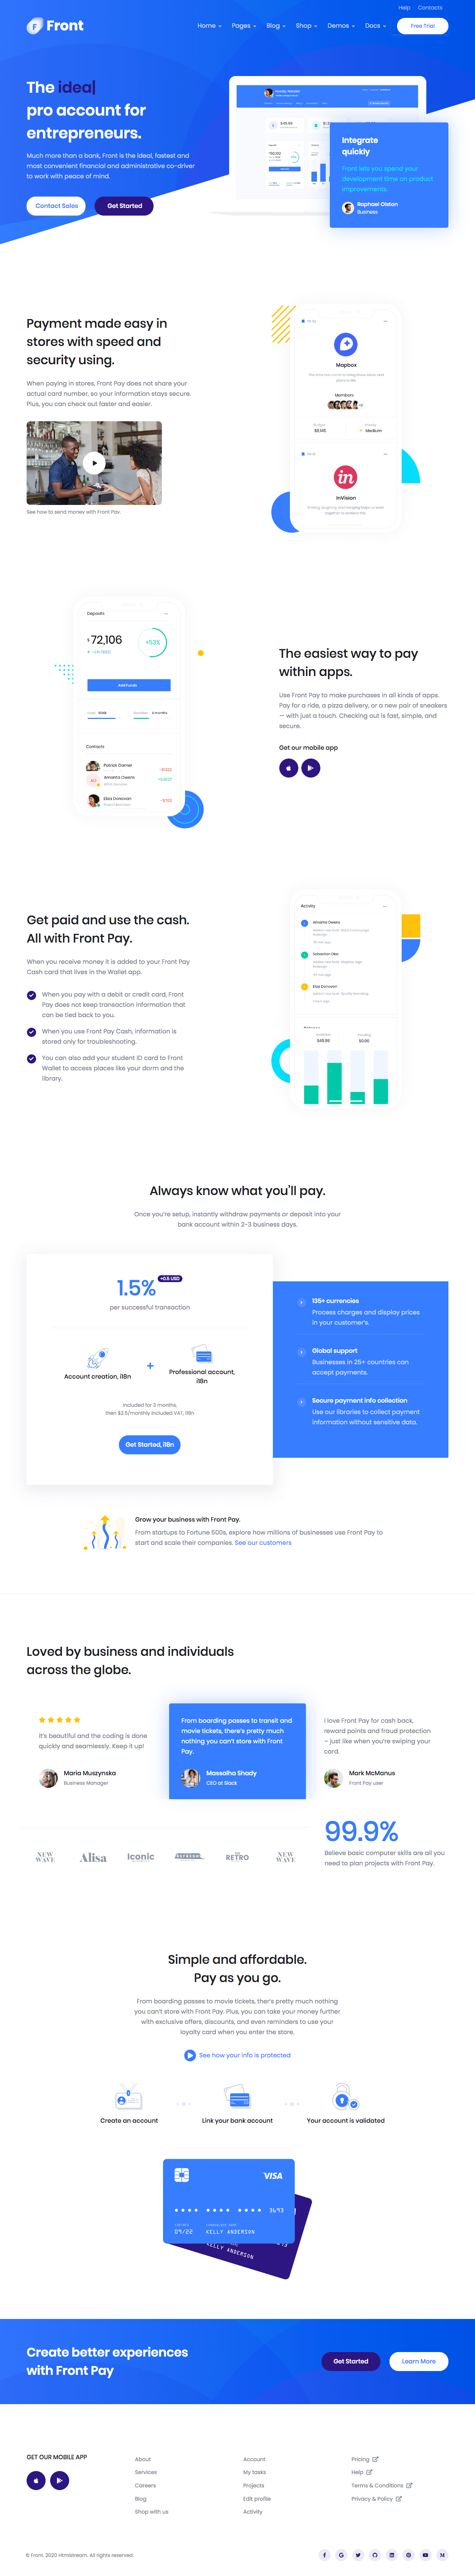 Help Contacts
Front
Home Pages Blog Shop Demos Docs Free Trial
The idea|
pro account for
entrepreneurs.
Much more than a bank, Front is the ideal, fastest and
most convenient financial and administrative co-driver
to work with peace of mind.
Contact Sales Get Started
Integrate
quickly
Front lets you spend your
development time on product
improvements.
Raphael Olston
Business
Payment made easy in
stores with speed and
security using.
When paying in stores, Front Pay does not share your
actual card number, so your information stays secure.
Plus, you can check out faster and easier.
See how to send money with Front Pay.
Mapbox
Members
Budget
$8,145
Priority
Medium
in
InVision
Deposits
$ 72,106
+52%
Add Funds
Contacts
Patrick Garner
Annanta Owens
Eliza Donovan
The easiest way to pay
within apps.
Use Front Pay to make purchases in all kinds of apps.
Pay for a ride, a pizza delivery, or a new pair of sneakers
— with just a touch. Checking out is fast, simple, and
secure.
Get our mobile app
Get paid and use the cash.
All with Front Pay.
When you receive money it is added to your Front Pay
Cash card that lives in the Wallet app.
When you pay with a debit or credit card, Front
Pay does not keep transaction information that
can be tied back to you.
When you use Front Pay Cash, information is
stored only for troubleshooting.
You can also add your student ID card to Front
Wallet to access places like your dorm and the
library.
Activity
Annanta Owens
Eliza Donovan
Available
$45.99
Pending
$0.00
Always know what you'll pay.
Once you're setup, instantly withdraw payments or deposit into your
bank account within 2-3 business days.
1.5% +0.5 USD
per successful transaction
Account creation, i18n
+
Professional account,
i18n
included for 3 months,
then $2.5/monthly included VAT, i18n
Get Started, i18n
135+ currencies
Process charges and display prices
in your customer's.
Global support
Businesses in 25+ countries can
accept payments.
Secure payment info collection
Use our libraries to collect payment
information without sensitive data.
Grow your business with Front Pay.
From startups to Fortune 500s, explore how millions of businesses use Front Pay to
start and scale their companies. See our customers
Loved by business and individuals
across the globe.
It's beautiful and the coding is done
quickly and seamlessly. Keep it up!
Maria Muszynska
Business Manager
From boarding passes to transit and
movie tickets, there's pretty much
nothing you can't store with Front
Pay.
Massalha Shady
CEO at Slack
I love Front Pay for cash back,
reward points and fraud protection
– just like when you're swiping your
card.
Mark McManus
Front Pay user
NEW
WAVE
Alisa
Iconic
RETRO
NEW
WAVE
99.9%
Believe basic computer skills are all you
need to plan projects with Front Pay.
Simple and affordable.
Pay as you go.
From boarding passes to movie tickets, ther's pretty much nothing
you can't store with Front Pay. Plus, you can take your money further
with exclusive offers, discounts, and even reminders to use your
loyalty card when you enter the store.
See how your info is protected
Create an account
Link your bank account
Your account is validated
VISA
3693
09/22 KELLY ANDERSON
KELLY ANDERSON
Create better experiences
with Front Pay
Get Started Learn More
GET OUR MOBILE APP
About
Services
Careers
Blog
Shop with us
Account
My tasks
Projects
Edit profile
Activity
Pricing
Help
Terms & Conditions
Privacy & Policy
© Front. 2020 Htmlstream. All rights reserved.